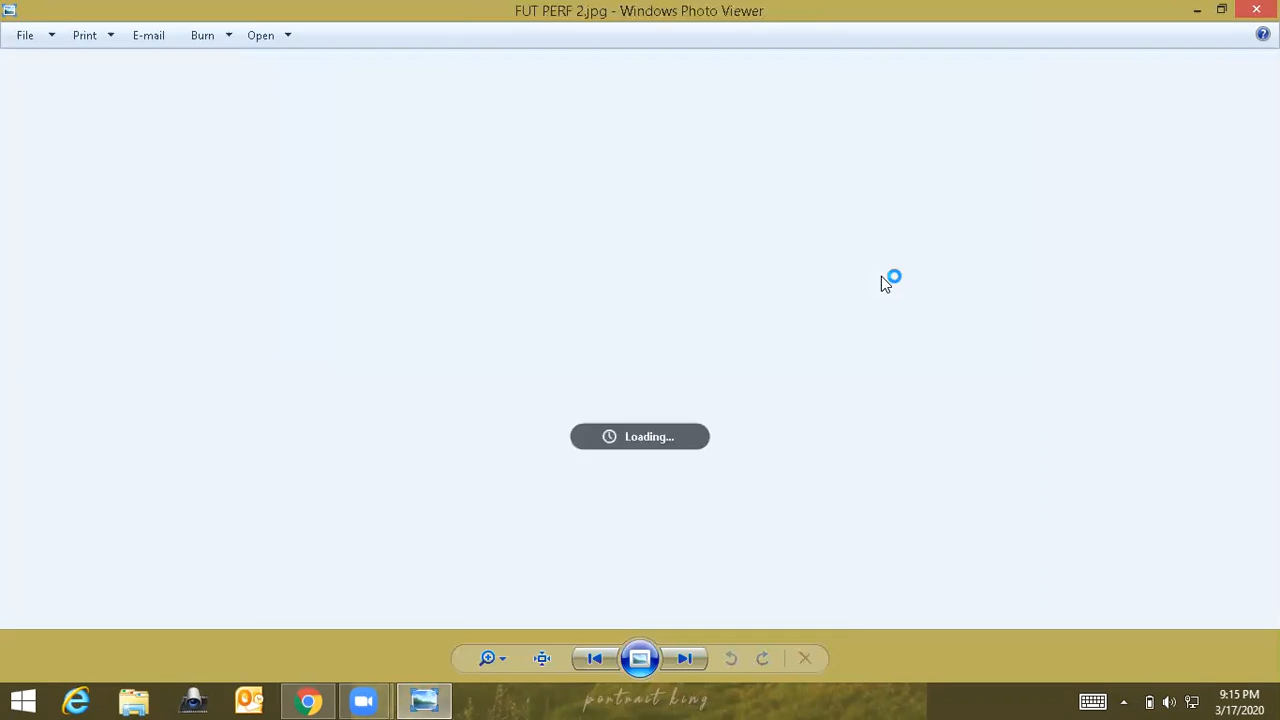 FUT PERF 2.jpg - Windows Photo Viewer
File Print E-mail Burn Open
Loading...
portrait king
9:15 PM
3/17/2020